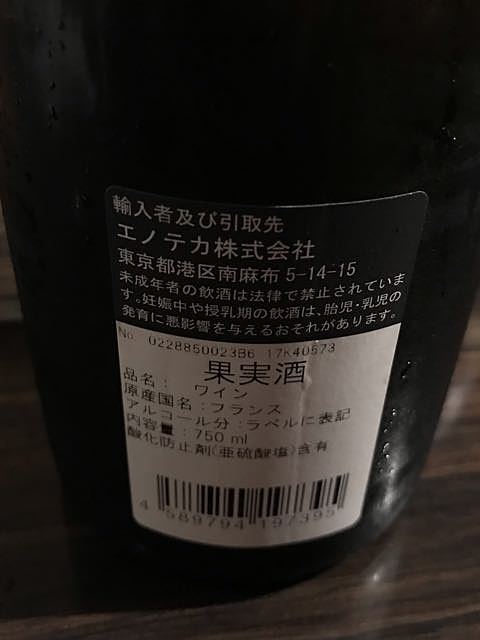 輸入者及び引取先
エノテカ株式会社
東京都港区南麻布 5-14-15
未成年者の飲酒は法律で禁止されていま
す。妊娠中や授乳期の飲酒は、胎児・乳児の
発育に悪影響を与えるおそれがあります。
No. 0228850023B6 17K40573
果実酒
品名： ワイン
原産国名：フランス
アルコール分：ラベルに表記
内容量：750 ml
酸化防止剤(亜硫酸塩)含有
4 589794 197395